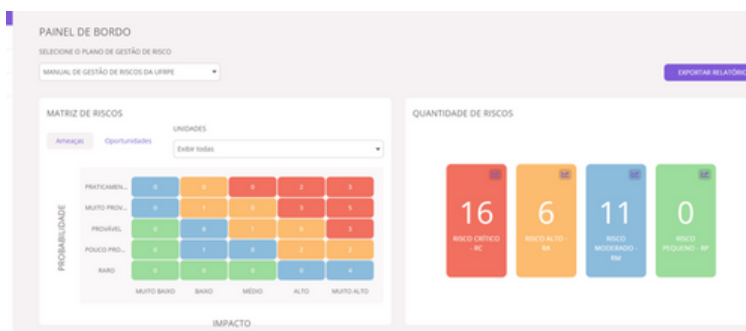 PAINEL DE BORDO
SELECIONE O PLANO DE GESTÃO DE RISCO
MANUAL DE GESTÃO DE RISCOS DA UFRPE
EXPORTAR RELATÓRIO
MATRIZ DE RISCOS
UNIDADES
Ameaças Oportunidades
Exibir todas
PROBABILIDADE
PRATICAMEN... 0 0 0 2 3
MUITO PROV... 0 1 0 3 5
PROVÁVEL 0 6 1 0 3
POUCO PRO... 0 1 0 2 2
RARO 0 0 0 0 4
MUITO BAIXO BAIXO MÉDIO ALTO MUITO ALTO
IMPACTO
QUANTIDADE DE RISCOS
16
RISCO CRÍTICO
- RC
6
RISCO ALTO -
RA
11
RISCO
MODERADO -
RM
0
RISCO
PEQUENO - RP